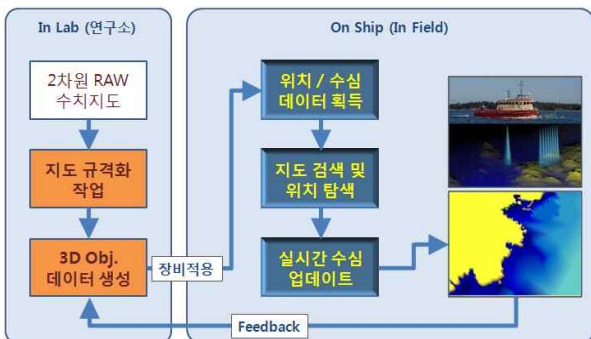 In Lab (연구소)
2차원 RAW
수치지도
지도 규격화
작업
3D Obj.
데이터 생성
장비적용
On Ship (In Field)
위치 / 수심
데이터 획득
지도 검색 및
위치 탐색
실시간 수심
업데이트
Feedback